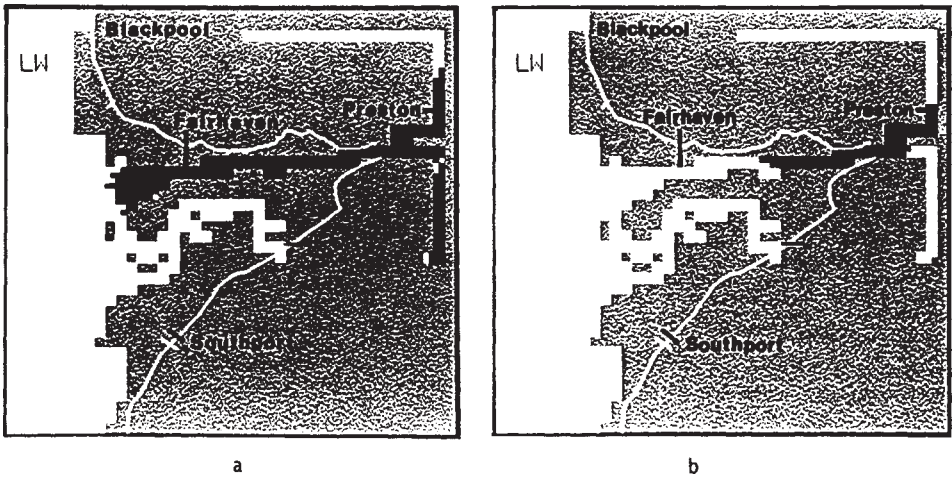 Blackpool
LW
Preston
Fairhaven
Southport
a
Blackpool
LW
Preston
Fairhaven
Southport
b